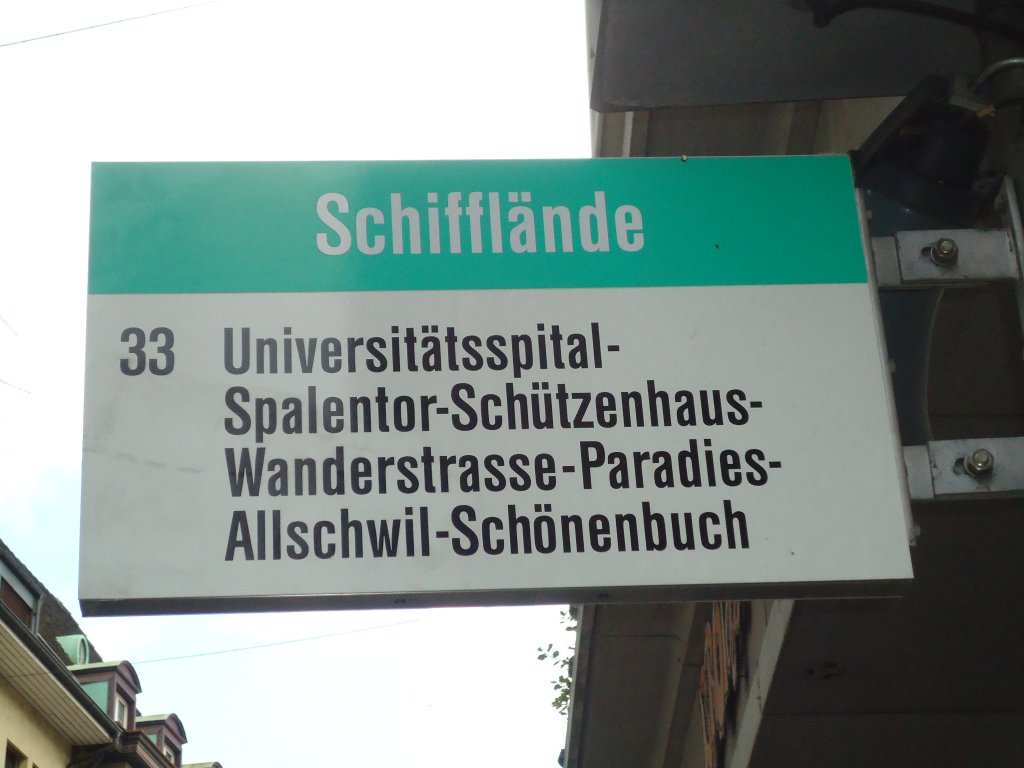 Schifflände
33 Universitätsspital-
Spalentor-Schützenhaus-
Wanderstrasse-Paradies-
Allschwil-Schönenbuch